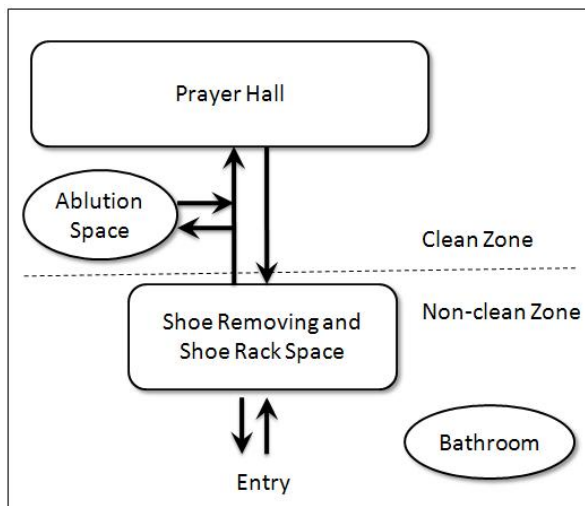 Prayer Hall
Ablution
Space
Clean Zone
Non-clean Zone
Shoe Removing and
Shoe Rack Space
Bathroom
Entry